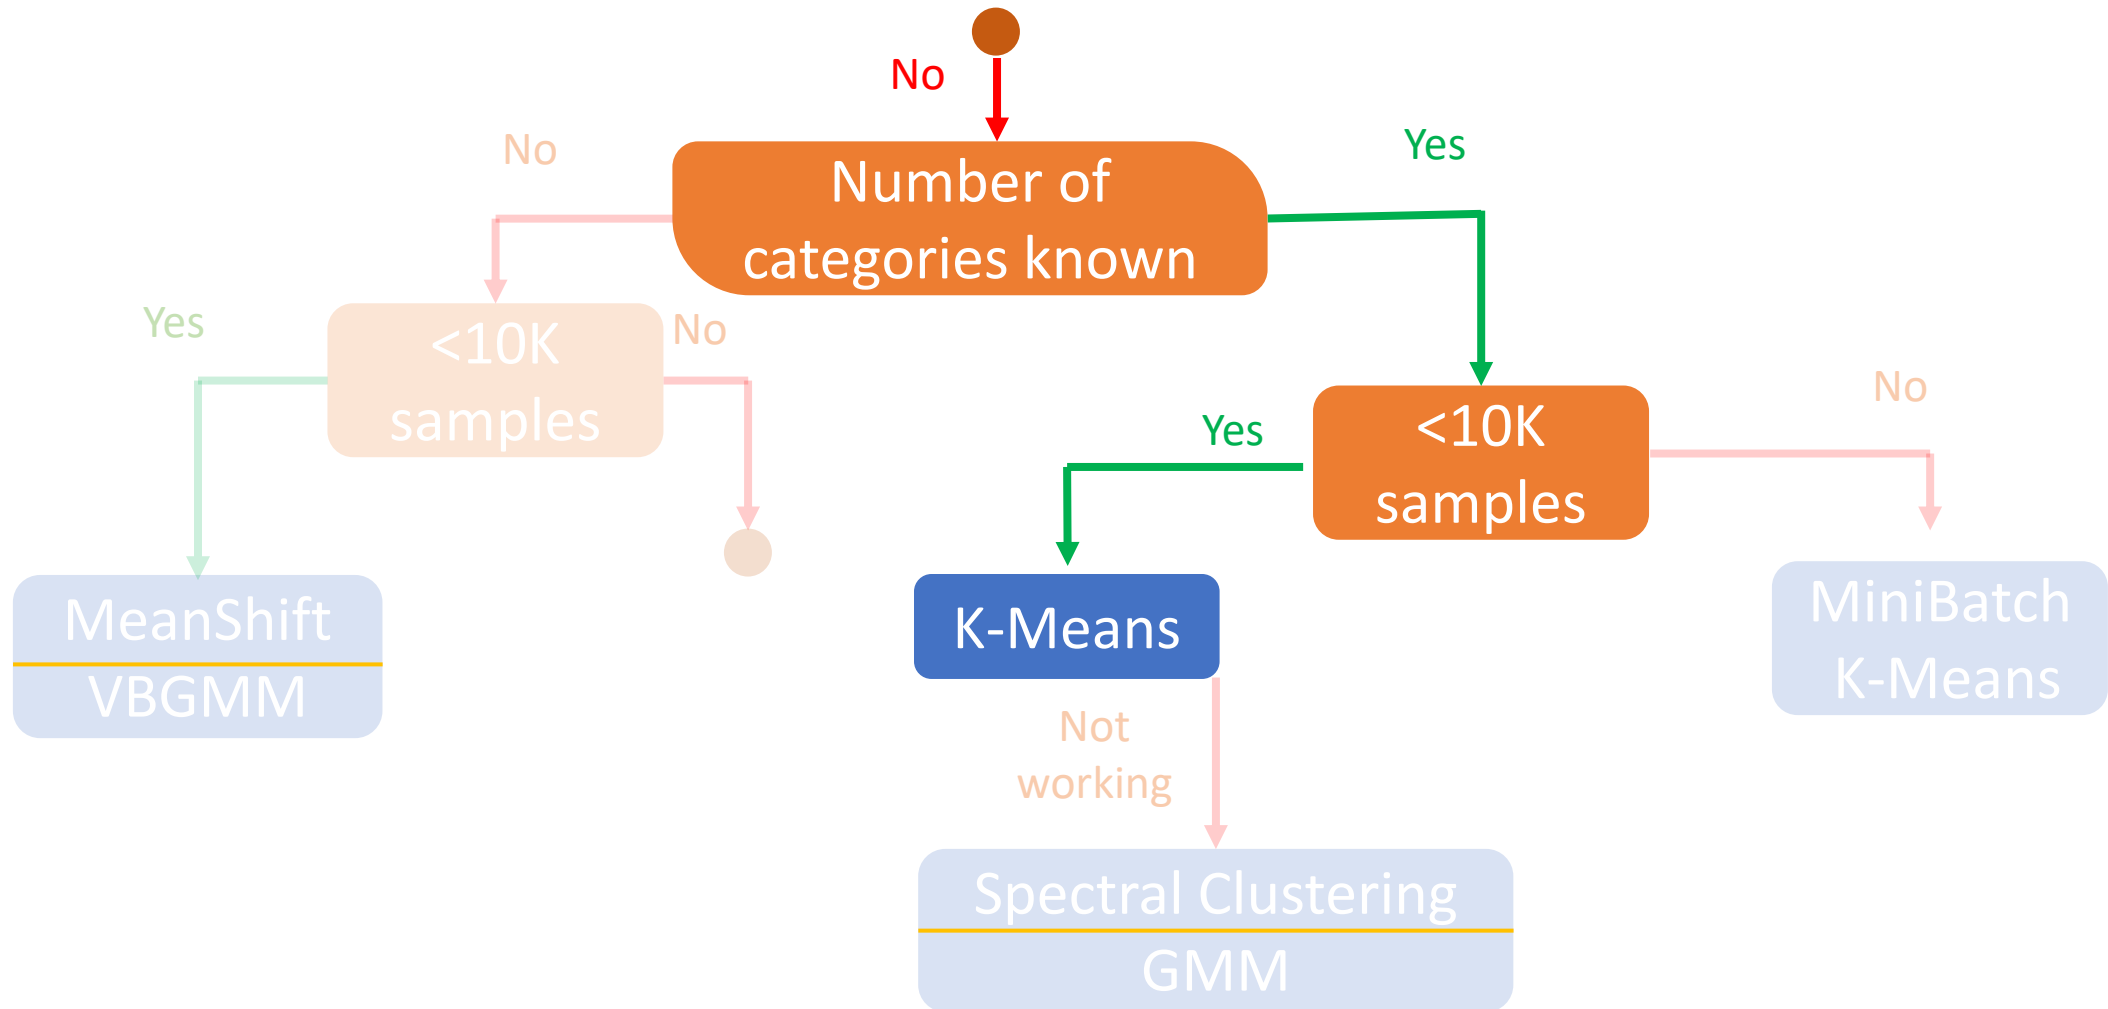 No
Number of
categories known
No
Yes
<10K
samples
Yes
No
<10K
samples
Yes
No
MeanShift
VBGMM
K-Means
MiniBatch
K-Means
Not
working
Spectral Clustering
GMM